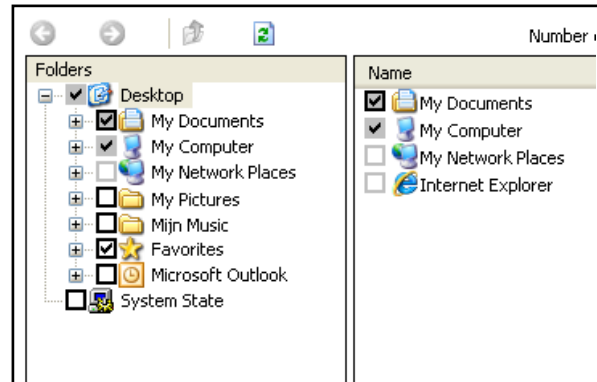 Number
Folders
Desktop
My Documents
My Computer
My Network Places
My Pictures
Mijn Music
Favorites
Microsoft Outlook
System State
Name
My Documents
My Computer
My Network Places
Internet Explorer